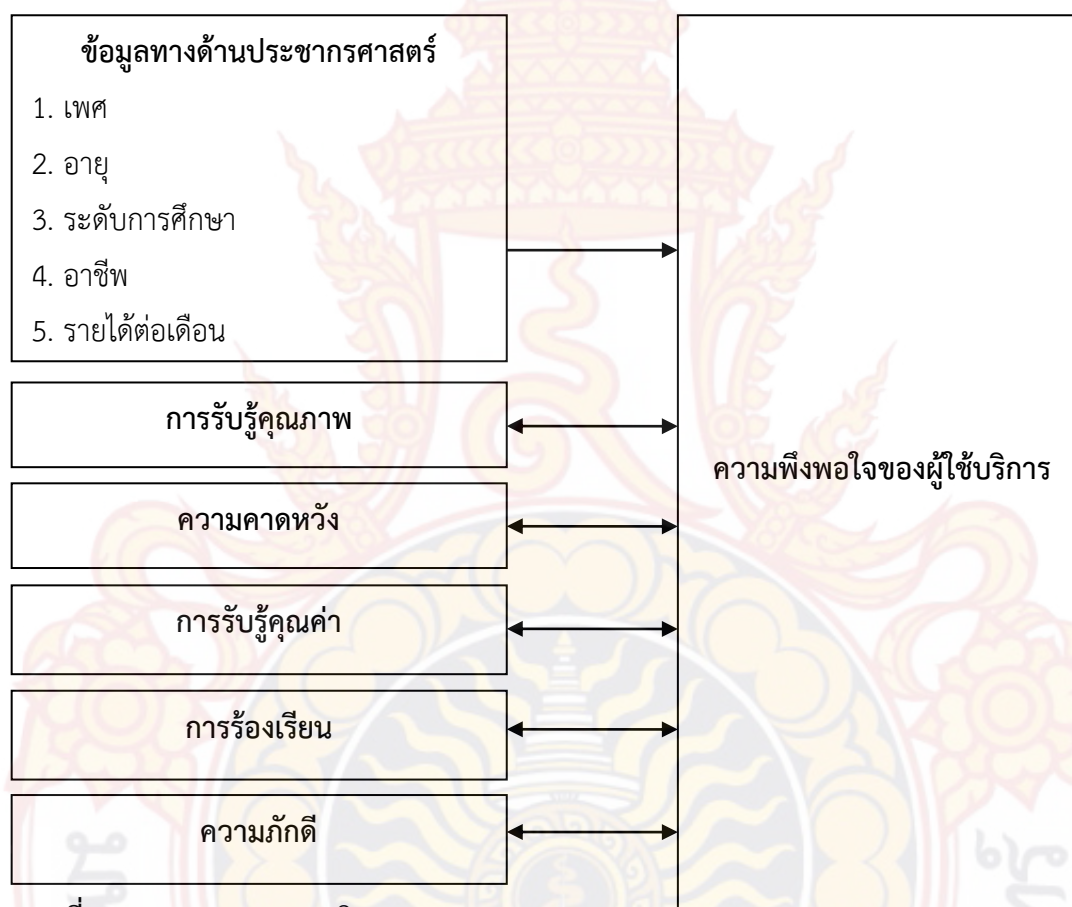 ข้อมูลทางด้านประชากรศาสตร์
1. เพศ
2. อายุ
3. ระดับการศึกษา
4. อาชีพ
5. รายได้ต่อเดือน
การรับรู้คุณภาพ
ความคาดหวัง
การรับรู้คุณค่า
การร้องเรียน
ความภักดี
ความพึงพอใจของผู้ใช้บริการ